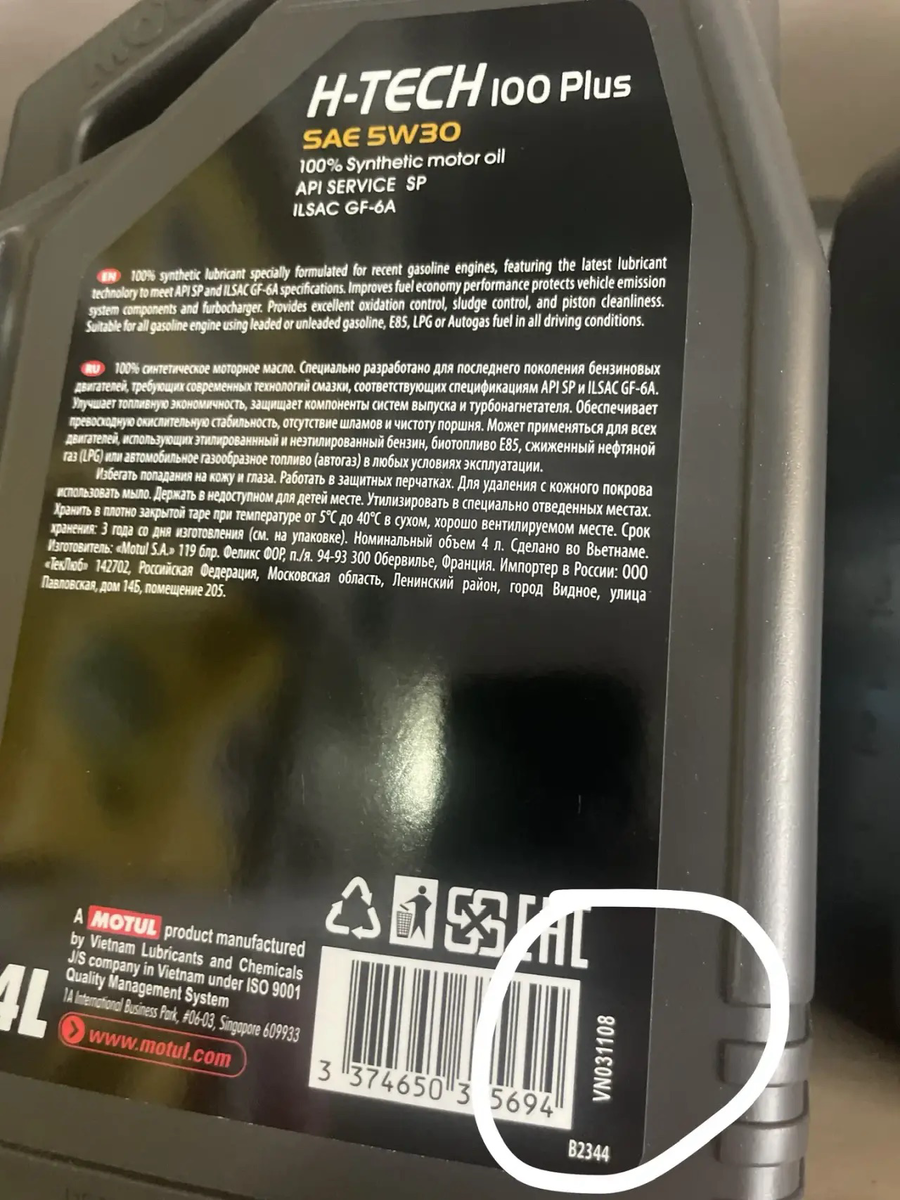 H-TECH 100 Plus
SAE 5W30
100% Synthetic motor oil
API SERVICE SP
ILSAC GF-6A
EN 100% synthetic lubricant specially formulated for recent gasoline engines, featuring the latest lubricant
technolory to meet API SP and ILSAC GF-6A specifications. Improves fuel economy performance protects vehicle emission
system components and furbocharger. Provides excellent oxidation control, sludge control, and piston cleanliness.
Suitable for all gasoline engine using leaded or unleaded gasoline, E85, LPG or Autogas fuel in all driving conditions.
RU 100% синтетическое моторное масло. Специально разработано для последнего поколения бензиновых
двигателей, требующих современных технологий смазки, соответствующих спецификациям API SP и ILSAC GF-6A.
Улучшает топливную экономичность, защищает компоненты систем выпуска и турбонагнетателя. Обеспечивает
превосходную окислительную стабильность, отсутствие шламов и чистоту поршня. Может применяться для всех
двигателей, использующих этилированнный и неэтилированный бензин, биотопливо E85, сжиженный нефтяной
газ (LPG) или автомобильное газообразное топливо (автогаз) в любых условиях эксплуатации.
Избегать попадания на кожу и глаза. Работать в защитных перчатках. Для удаления с кожного покрова
использовать мыло. Держать в недоступном для детей месте. Утилизировать в специально отведенных местах.
Хранить в плотно закрытой таре при температуре от 5°C до 40°C в сухом, хорошо вентилируемом месте. Срок
хранения: 3 года со дня изготовления (см. на упаковке). Номинальный объем 4 л. Сделано во Вьетнаме.
Изготовитель: «Motul S.A.» 119 блр. Феликс ФОР, п./я. 94-93 300 Обервилье, Франция. Импортер в России: ООО
«ТекЛюб» 142702, Российская Федерация, Московская область, Ленинский район, город Видное, улица
Павловская, дом 14Б, помещение 205.
EAC
A MOTUL product manufactured
by Vietnam Lubricants and Chemicals
J/S company in Vietnam under ISO 9001
Quality Management System
1A International Business Park, #06-03, Singapore 609933
www.motul.com
4L
3 374650 3 5694
VN031108
B2344